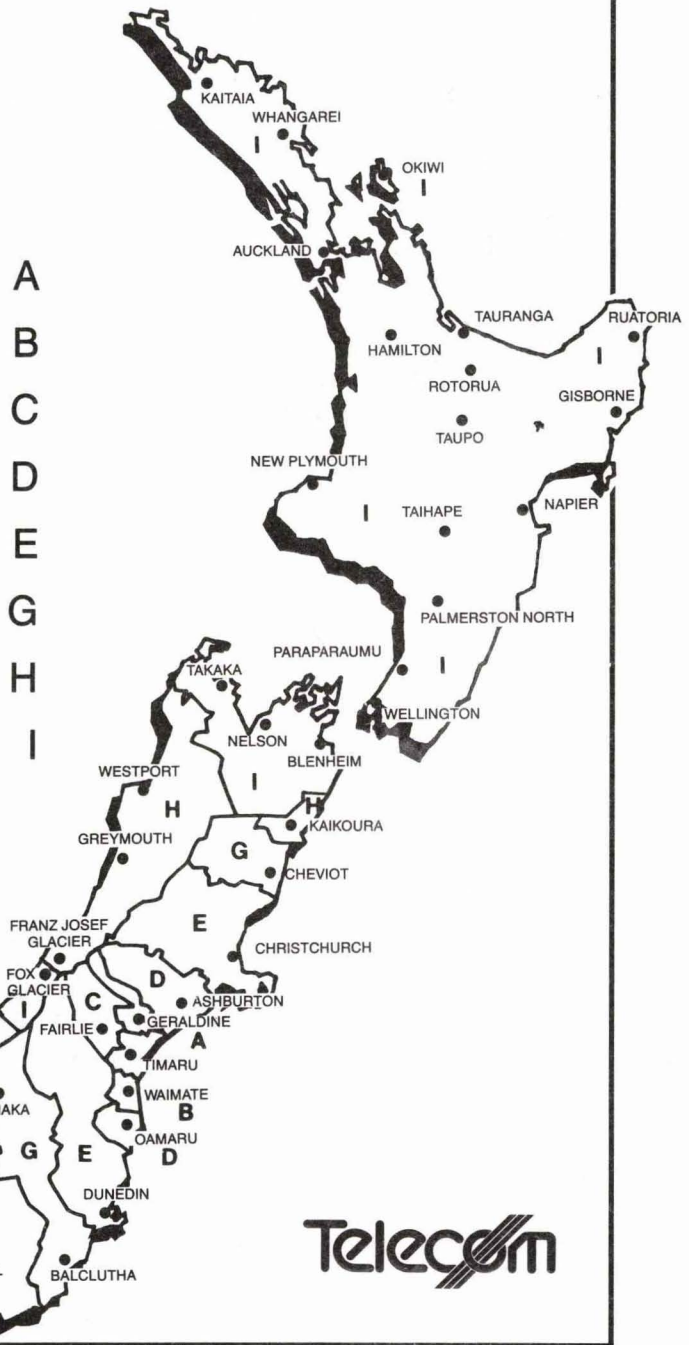 KAITAIA
WHANGAREI
I
OKIWI
I
AUCKLAND
A
B
C
D
E
G
H
I
TAURANGA
RUATORIA
HAMILTON
I
ROTORUA
GISBORNE
TAUPO
NEW PLYMOUTH
I
TAIHAPE
NAPIER
PALMERSTON NORTH
PARAPARAUMU
I
TAKAKA
WELLINGTON
NELSON
BLENHEIM
WESTPORT
I
H
H
KAIKOURA
GREYMOUTH
G
CHEVIOT
FRANZ JOSEF
GLACIER
E
CHRISTCHURCH
FOX
GLACIER
D
I
C
ASHBURTON
GERALDINE
FAIRLIE
A
TIMARU
WAIMATE
AKA
B
OAMARU
G
E
D
DUNEDIN
Telecom
BALCLUTHA